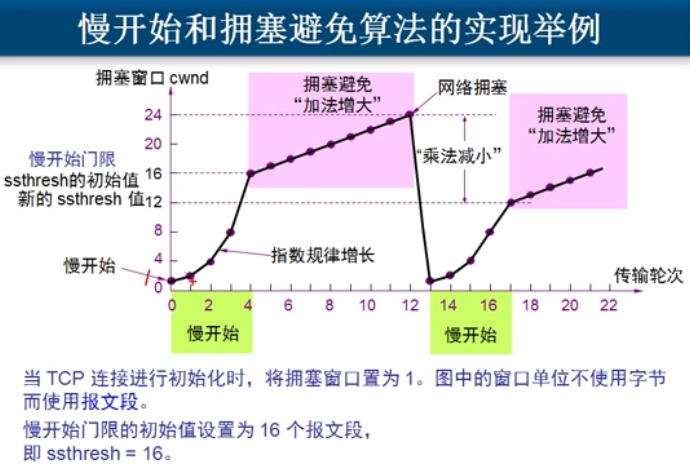 慢开始和拥塞避免算法的实现举例
拥塞窗口 cwnd
拥塞避免
“加法增大”
网络拥塞
24
20
慢开始门限
ssthresh的初始值 16
新的 ssthresh 值 12
“乘法减小”
拥塞避免
“加法增大”
8
4
0
慢开始
指数规律增长
传输轮次
0 2 4 6 8 10 12 14 16 18 20 22
慢开始
慢开始
当 TCP 连接进行初始化时，将拥塞窗口置为 1。图中的窗口单位不使用字节
而使用报文段。
慢开始门限的初始值设置为 16 个报文段，
即 ssthresh = 16。